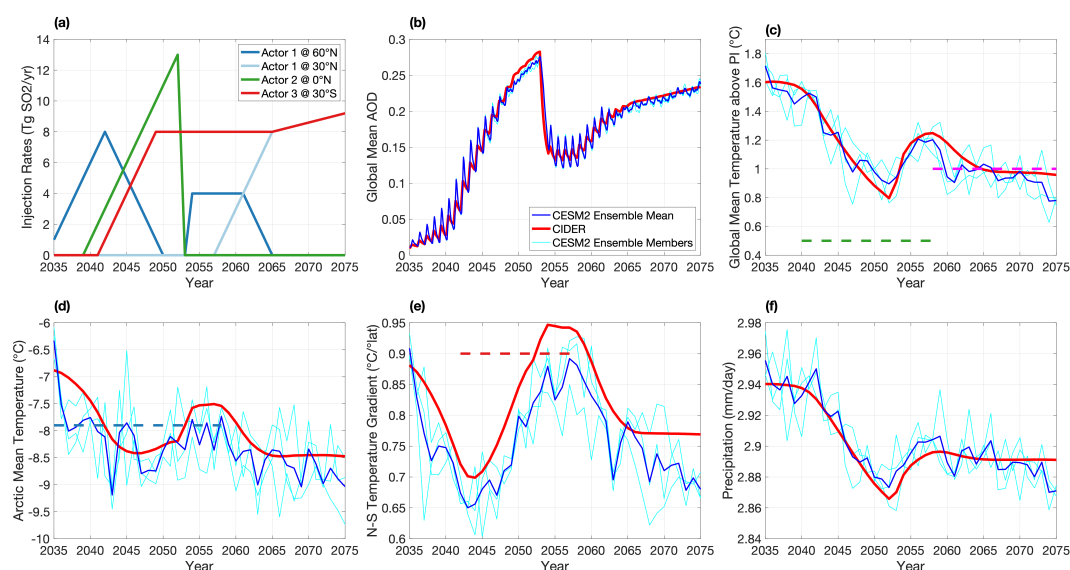 (a)
14
12
10
8
6
4
2
0
Injection Rates (Tg SO2/yr)
2035 2040 2045 2050 2055 2060 2065 2070 2075
Year
Actor 1 @ 60°N
Actor 1 @ 30°N
Actor 2 @ 0°N
Actor 3 @ 30°S
(b)
0.3
0.25
0.2
0.15
0.1
0.05
0
Global Mean AOD
2035 2040 2045 2050 2055 2060 2065 2070 2075
Year
CESM2 Ensemble Mean
CIDER
CESM2 Ensemble Members
(c)
1.8
1.6
1.4
1.2
1
0.8
0.6
0.4
Global Mean Temperature above PI (°C)
2035 2040 2045 2050 2055 2060 2065 2070 2075
Year
(d)
-6
-6.5
-7
-7.5
-8
-8.5
-9
-9.5
-10
Arctic Mean Temperature (°C)
2035 2040 2045 2050 2055 2060 2065 2070 2075
Year
(e)
0.95
0.9
0.85
0.8
0.75
0.7
0.65
0.6
N-S Temperature Gradient (°C/°lat)
2035 2040 2045 2050 2055 2060 2065 2070 2075
Year
(f)
2.98
2.96
2.94
2.92
2.9
2.88
2.86
2.84
Precipitation (mm/day)
2035 2040 2045 2050 2055 2060 2065 2070 2075
Year